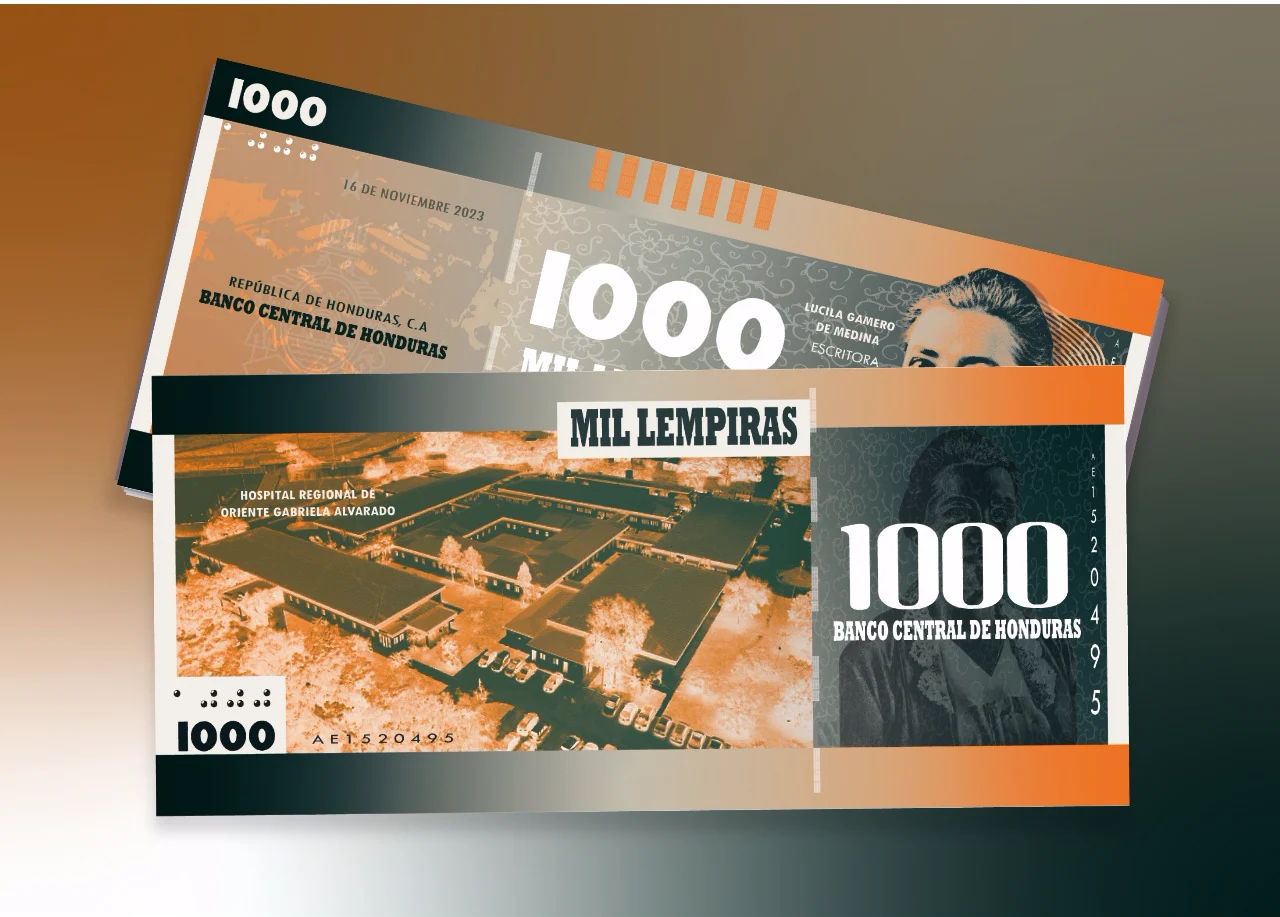 1000
16 DE NOVIEMBRE 2023
REPÚBLICA DE HONDURAS, C.A
BANCO CENTRAL DE HONDURAS
1000
LUCILA GAMERO
DE MEDINA
ESCRITORA
MIL LEMPIRAS
HOSPITAL REGIONAL DE
ORIENTE GABRIELA ALVARADO
1000
BANCO CENTRAL DE HONDURAS
AE1520495
1000
AE1520495